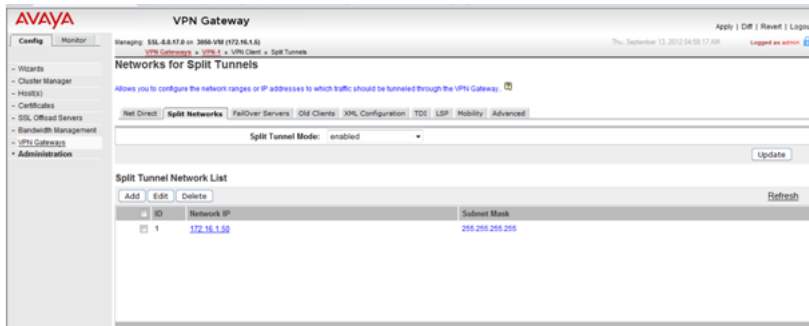 AVAYA
VPN Gateway
Apply | Diff | Revert | Logou
Config Monitor
Managing: SSL-8.0.17.0 on 3050-VM (172.16.1.5)
Thu, September 13, 2012 04:58:17 AM
Logged as admin
VPN Gateways » VPN-1 » VPN Client » Split Tunnels
Networks for Split Tunnels
Wizards
Cluster Manager
Host(s)
Certificates
SSL Offload Servers
Bandwidth Management
VPN Gateways
Administration
Allows you to configure the network ranges or IP addresses to which traffic should be tunneled through the VPN Gateway.
Net Direct Split Networks FailOver Servers Old Clients XML Configuration TDI LSP Mobility Advanced
Split Tunnel Mode: enabled
Update
Split Tunnel Network List
Add Edit Delete Refresh
ID Network IP Subnet Mask
1 172.16.1.50 255.255.255.255